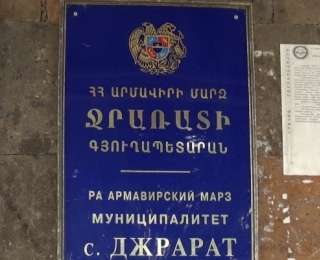 ՀՀ ԱՐՄԱՎԻՐԻ ՄԱՐԶ
ՋՐԱՌԱՏԻ
ԳՅՈՒՂԱՊԵՏԱՐԱՆ
РА АРМАВИРСКИЙ МАРЗ
МУНИЦИПАЛИТЕТ
с. ДЖРАРАТ